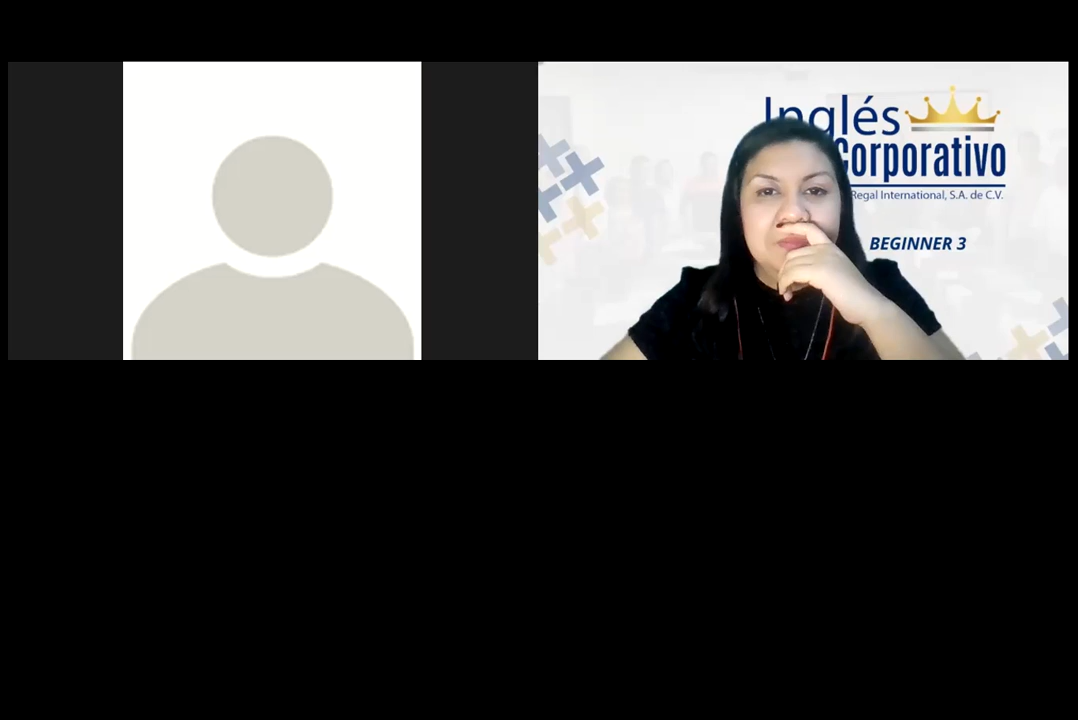 Inglés
Corporativo
Regal International, S.A. de C.V.
BEGINNER 3